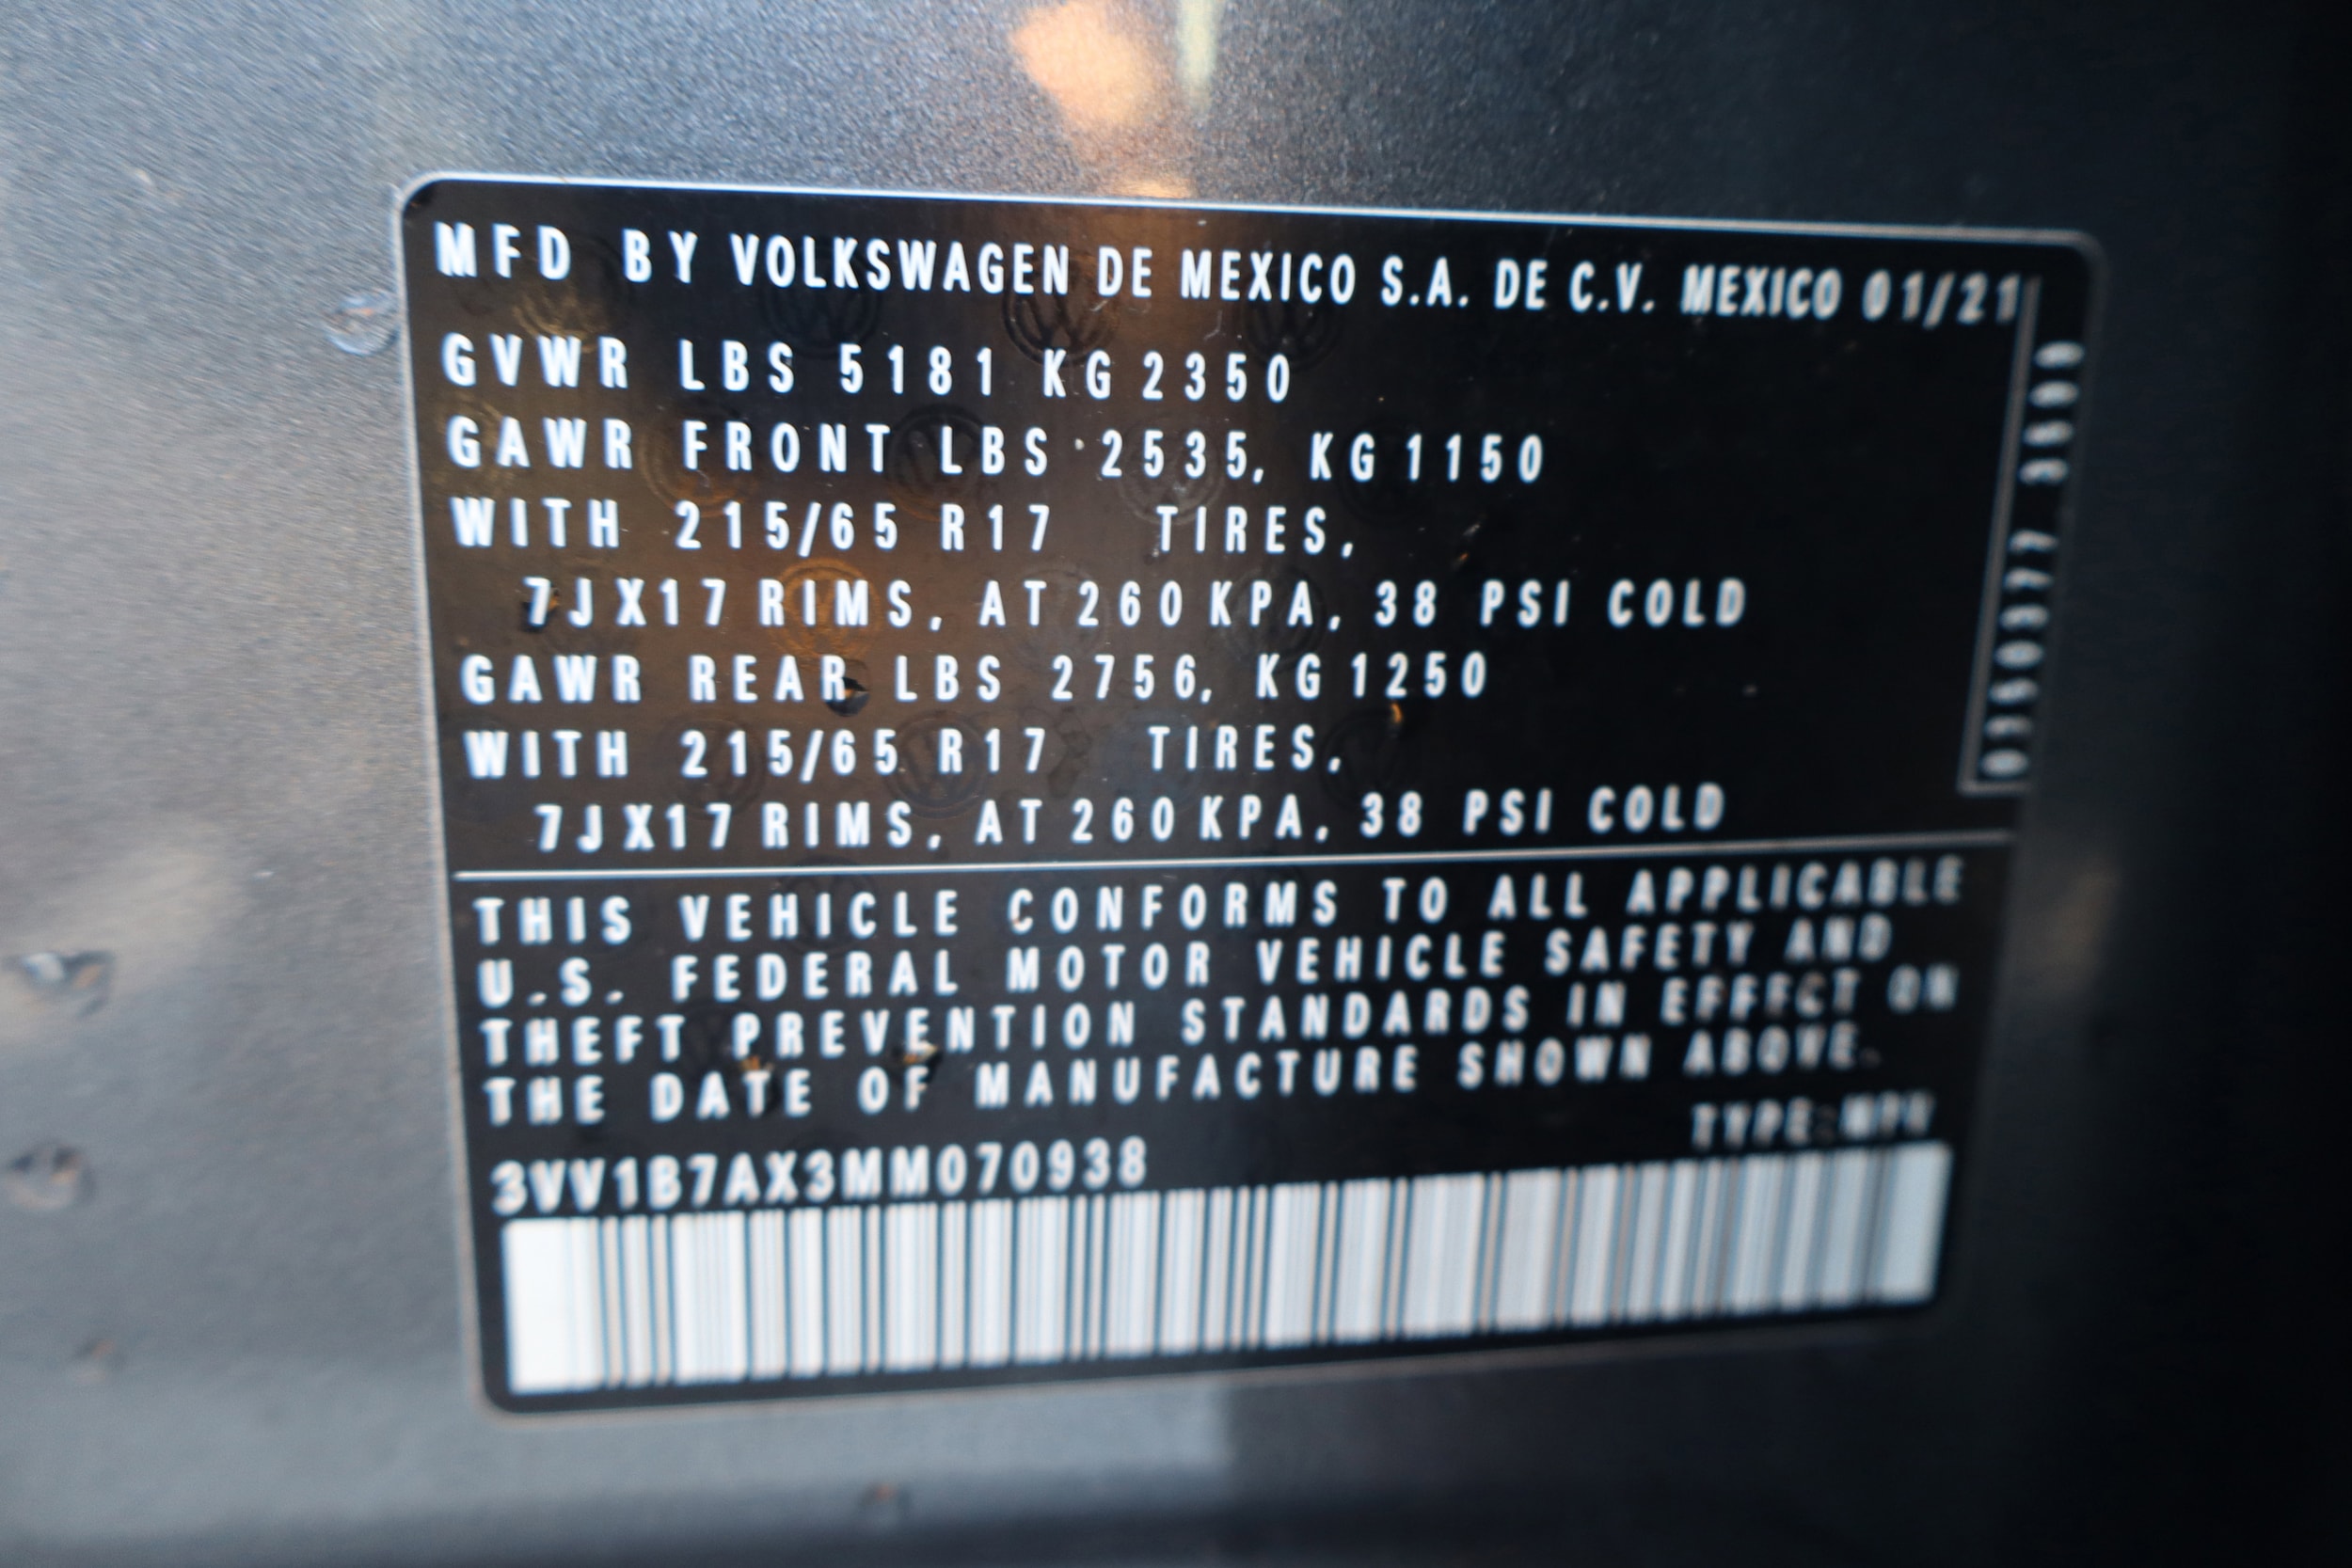 MFD BY VOLKSWAGEN DE MEXICO S.A. DE C.V. MEXICO 01/21
GVWR LBS 5181 KG 2350
GAWR FRONT LBS 2535, KG 1150
WITH 215/65 R17 TIRES,
7JX17 RIMS, AT 260 KPA, 38 PSI COLD
GAWR REAR LBS 2756, KG 1250
WITH 215/65 R17 TIRES,
7JX17 RIMS, AT 260 KPA, 38 PSI COLD
THIS VEHICLE CONFORMS TO ALL APPLICABLE
U.S. FEDERAL MOTOR VEHICLE SAFETY AND
THEFT PREVENTION STANDARDS IN EFFECT ON
THE DATE OF MANUFACTURE SHOWN ABOVE.
TYPE: MPV
3VV1B7AX3MM070938